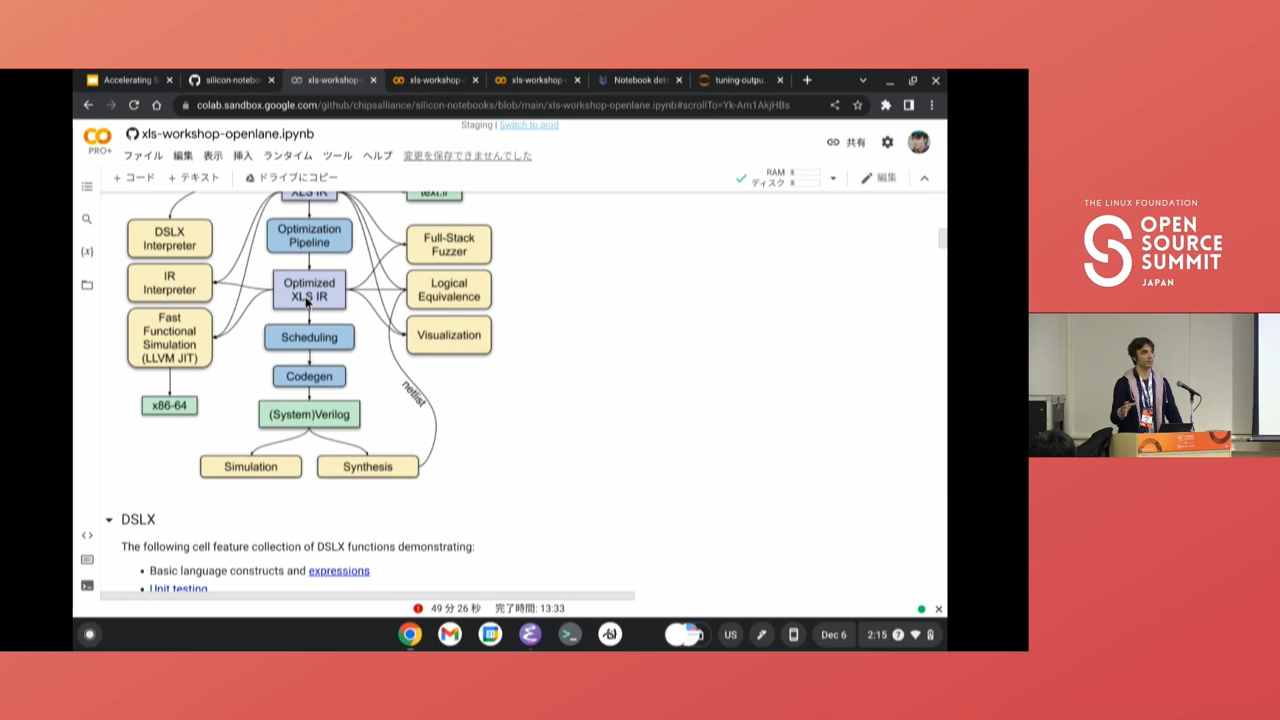 Accelerating S
silicon-notebo
xls-workshop-
xls-workshop-
xls-workshop-
Notebook deta
tuning-outpu
colab.sandbox.google.com/github/chipsalliance/silicon-notebooks/blob/main/xls-workshop-openlane.ipynb#scrollTo=Yk-Am1AkjHBs
Staging | Switch to prod
CO
PRO+
xls-workshop-openlane.ipynb
共有
ファイル 編集 表示 挿入 ランタイム ツール ヘルプ 変更を保存できませんでした
+ コード + テキスト ドライブにコピー
RAM
ディスク
編集
XLS IR
text.ir
DSLX
Interpreter
Optimization
Pipeline
Full-Stack
Fuzzer
IR
Interpreter
Optimized
XLS IR
Logical
Equivalence
Fast
Functional
Simulation
(LLVM JIT)
Scheduling
Visualization
Codegen
netlist
x86-64
(System)Verilog
Simulation
Synthesis
DSLX
The following cell feature collection of DSLX functions demonstrating:
• Basic language constructs and expressions
• Unit testing
49 分 26 秒 完了時間: 13:33
US
Dec 6
2:15
THE LINUX FOUNDATION
OPEN
SOURCE
SUMMIT
JAPAN